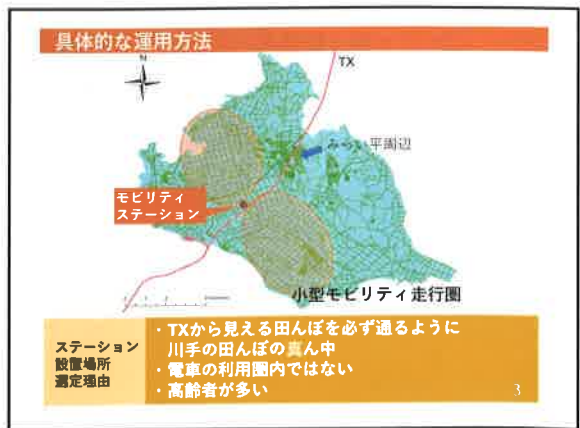 具体的な運用方法
N
TX
みらい平周辺
モビリティ
ステーション
小型モビリティ走行圏
ステーション
設置場所
選定理由
・TXから見える田んぼを必ず通るように
川手の田んぼの真ん中
・電車の利用圏内ではない
・高齢者が多い
3